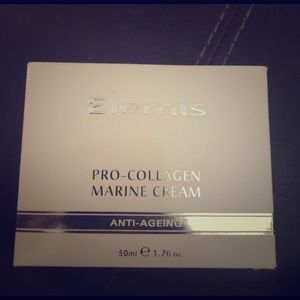 Elemis
PRO-COLLAGEN
MARINE CREAM
ANTI-AGEING
50ml e 1.7fl.oz.